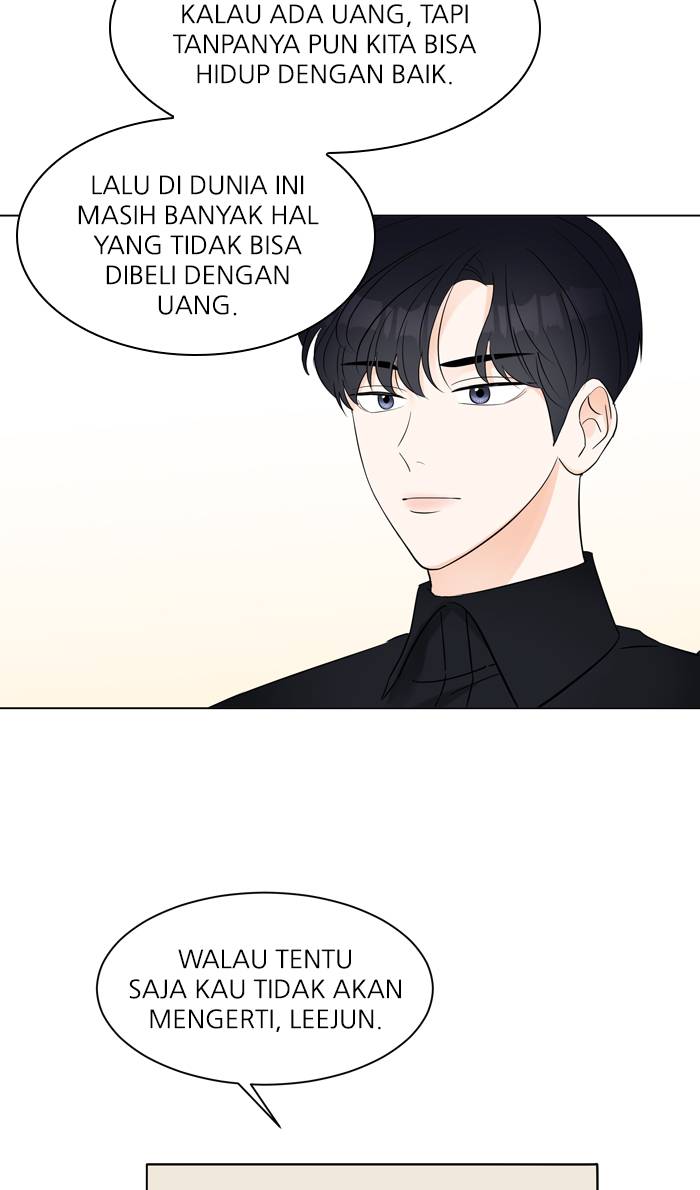 KALAU ADA UANG, TAPI
TANPANYA PUN KITA BISA
HIDUP DENGAN BAIK.
LALU DI DUNIA INI
MASIH BANYAK HAL
YANG TIDAK BISA
DIBELI DENGAN
UANG.
WALAU TENTU
SAJA KAU TIDAK AKAN
MENGERTI, LEEJUN.